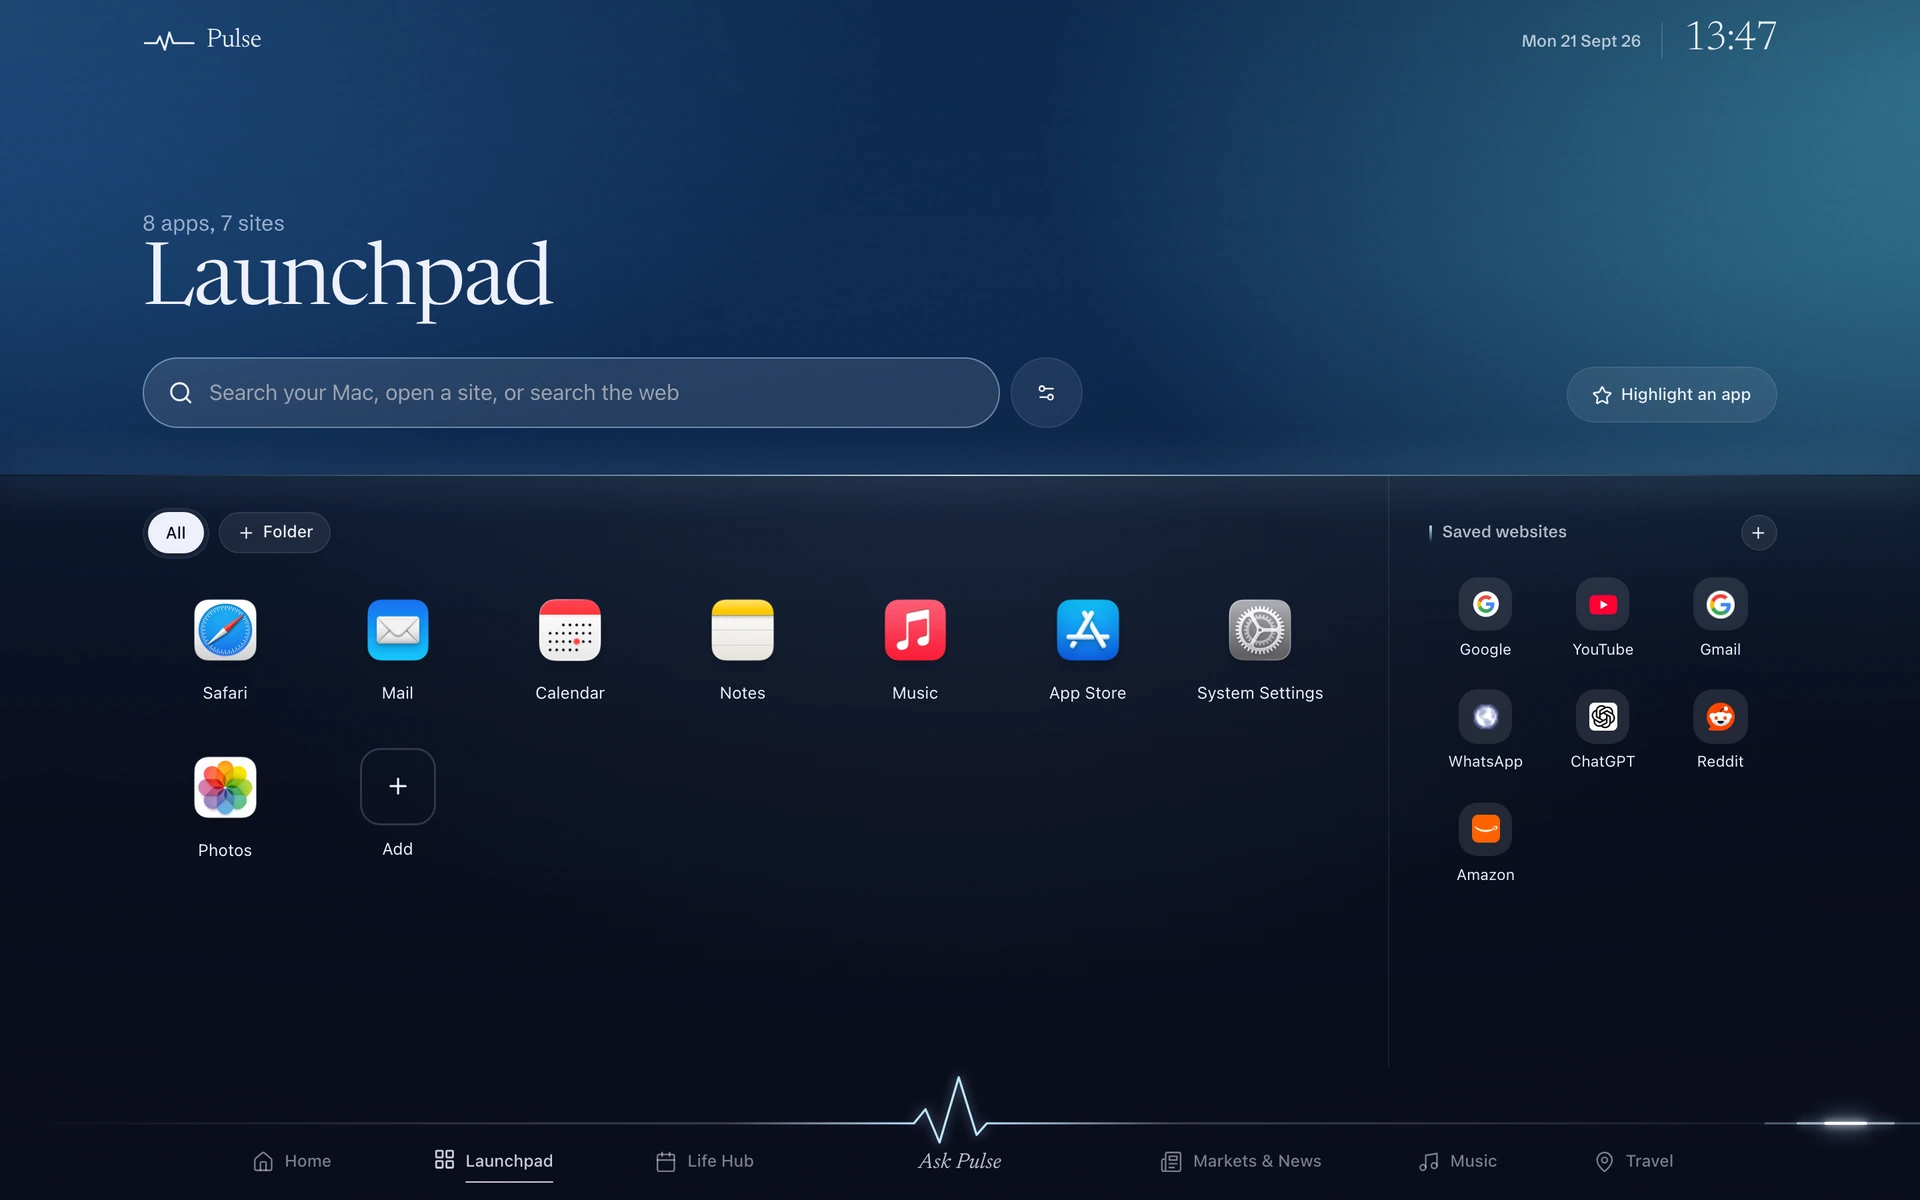 Pulse
Mon 21 Sept 26
13:47
8 apps, 7 sites
Launchpad
Search your Mac, open a site, or search the web
Highlight an app
All
Folder
Saved websites
Safari
Mail
Calendar
Notes
Music
App Store
System Settings
Photos
Add
Google
YouTube
Gmail
WhatsApp
ChatGPT
Reddit
Amazon
Home
Launchpad
Life Hub
Ask Pulse
Markets & News
Music
Travel